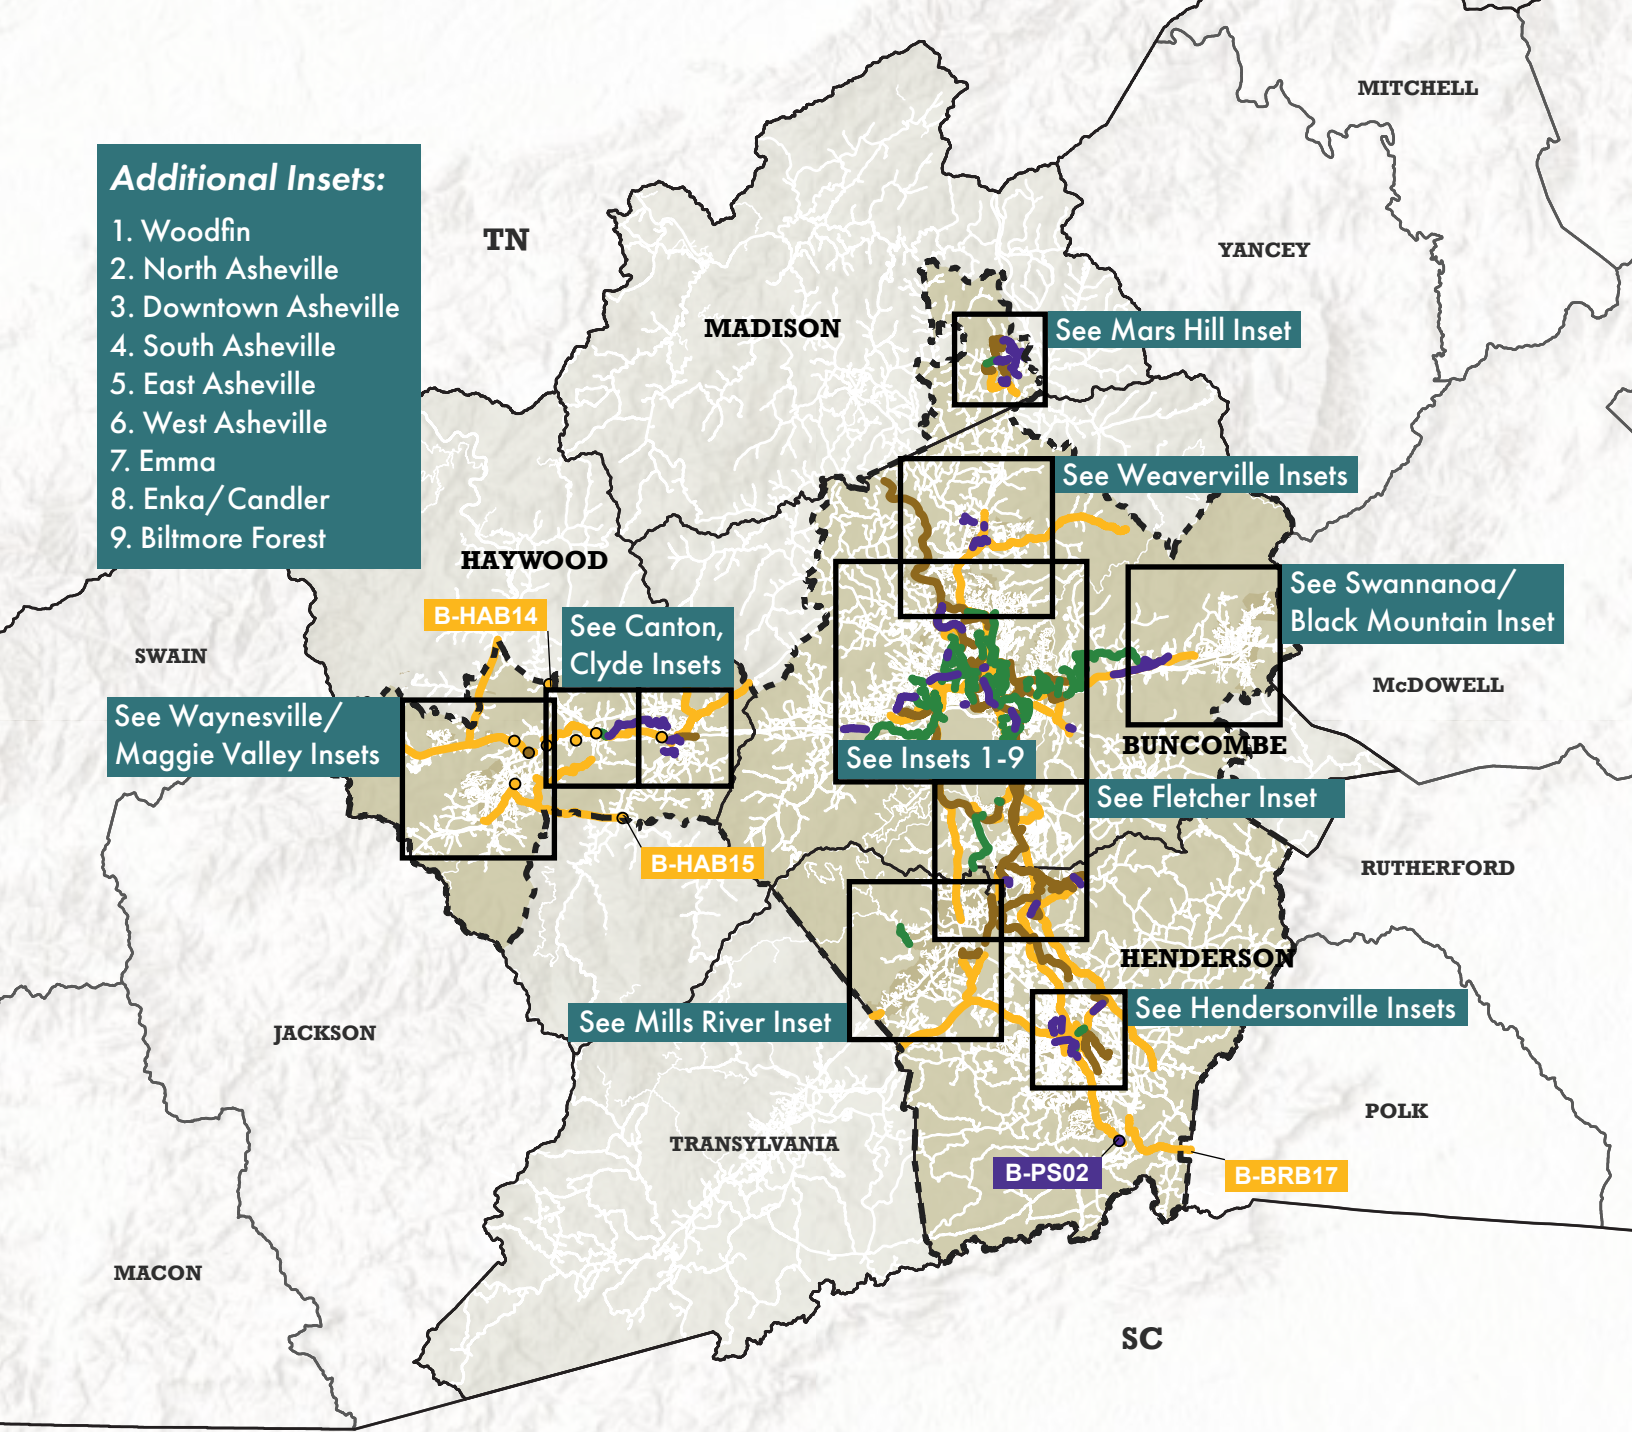 MITCHELL
Additional Insets:
1. Woodfin
2. North Asheville
3. Downtown Asheville
4. South Asheville
5. East Asheville
6. West Asheville
7. Emma
8. Enka/Candler
9. Biltmore Forest
TN
YANCEY
MADISON
See Mars Hill Inset
See Weaverville Insets
HAYWOOD
See Swannanoa/
Black Mountain Inset
B-HAB14
See Canton,
Clyde Insets
SWAIN
McDOWELL
See Waynesville/
Maggie Valley Insets
BUNCOMBE
See Insets 1-9
See Fletcher Inset
B-HAB15
RUTHERFORD
HENDERSON
See Hendersonville Insets
See Mills River Inset
JACKSON
POLK
TRANSYLVANIA
B-PS02
B-BRB17
MACON
SC